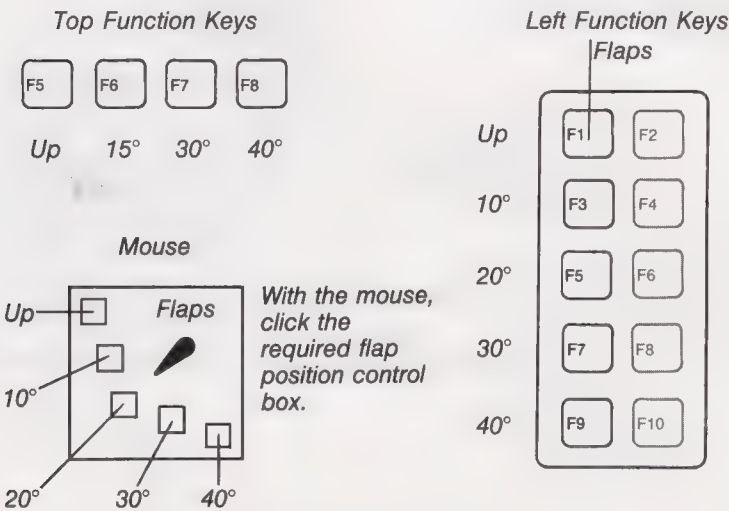 Top Function Keys
F5 F6 F7 F8
Up 15° 30° 40°
Mouse
Flaps
Up
10°
20° 30° 40°
With the mouse,
click the
required flap
position control
box.
Left Function Keys
Flaps
Up F1 F2
10° F3 F4
20° F5 F6
30° F7 F8
40° F9 F10